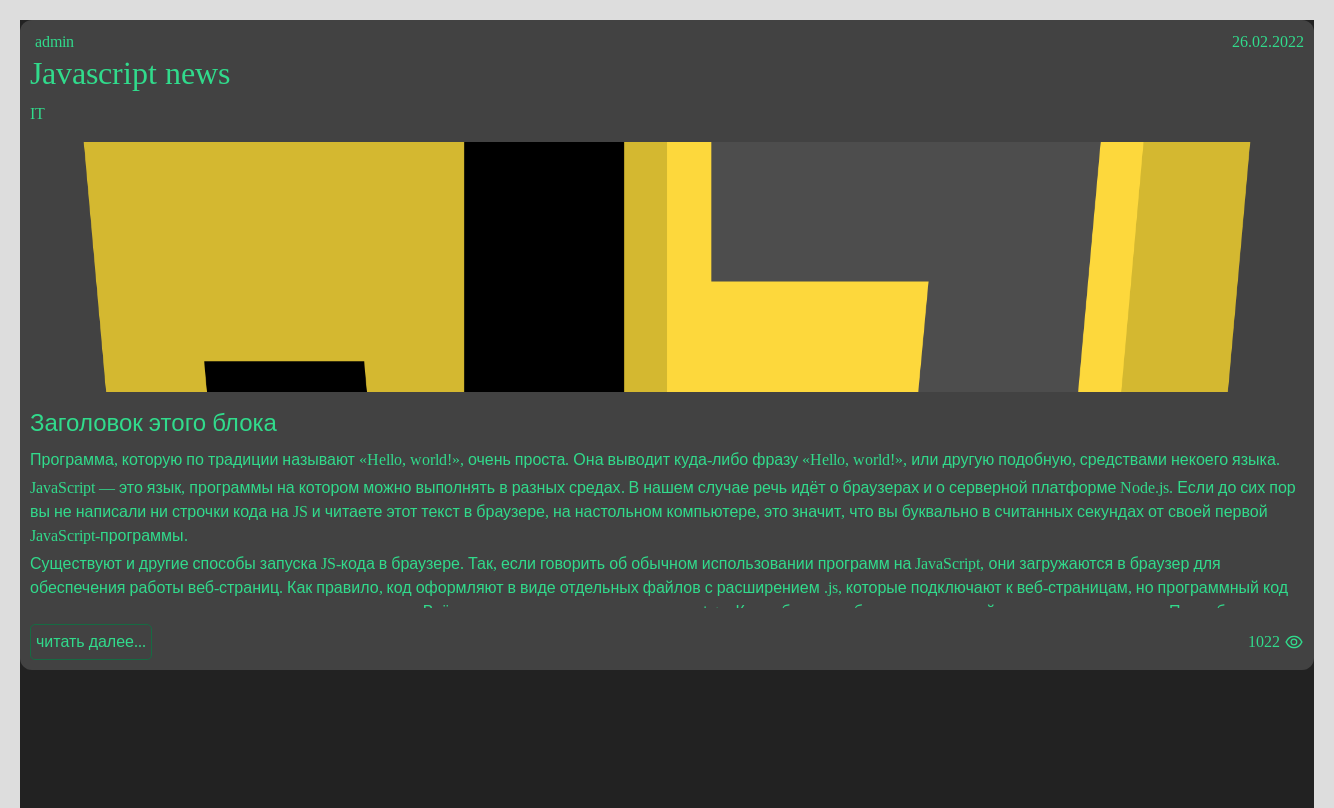 admin
26.02.2022
Javascript news
IT
Заголовок этого блока
Программа, которую по традиции называют «Hello, world!», очень проста. Она выводит куда-либо фразу «Hello, world!», или другую подобную, средствами некоего языка.
JavaScript — это язык, программы на котором можно выполнять в разных средах. В нашем случае речь идёт о браузерах и о серверной платформе Node.js. Если до сих пор
вы не написали ни строчки кода на JS и читаете этот текст в браузере, на настольном компьютере, это значит, что вы буквально в считанных секундах от своей первой
JavaScript-программы.
Существуют и другие способы запуска JS-кода в браузере. Так, если говорить об обычном использовании программ на JavaScript, они загружаются в браузер для
обеспечения работы веб-страниц. Как правило, код оформляют в виде отдельных файлов с расширением .js, которые подключают к веб-страницам, но программный код
читать далее...
1022